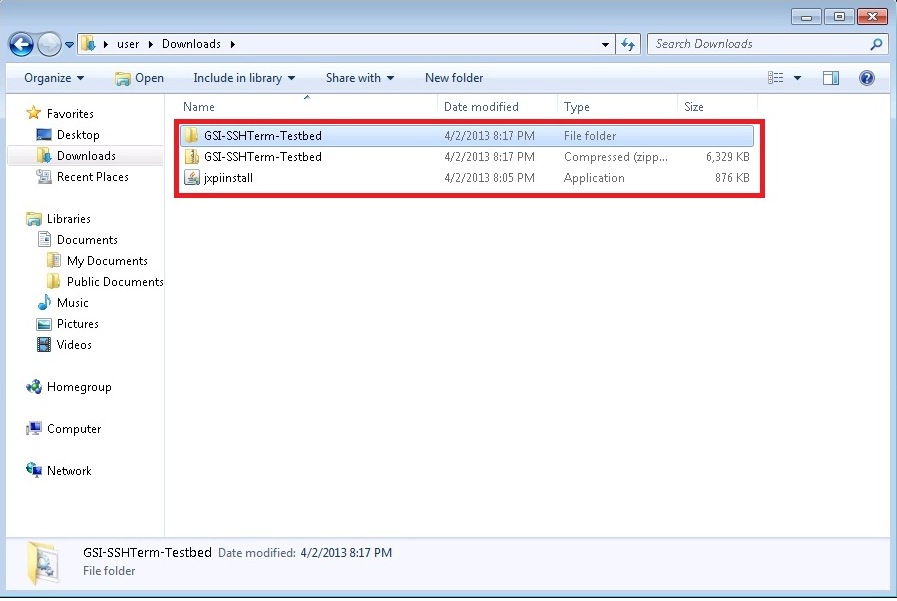 user Downloads Search Downloads
Organize Open Include in library Share with New folder
Name Date modified Type Size
GSI-SSHTerm-Testbed 4/2/2013 8:17 PM File folder
GSI-SSHTerm-Testbed 4/2/2013 8:17 PM Compressed (zipp... 6,329 KB
jxpiinstall 4/2/2013 8:05 PM Application 876 KB
Favorites
Desktop
Downloads
Recent Places
Libraries
Documents
My Documents
Public Documents
Music
Pictures
Videos
Homegroup
Computer
Network
GSI-SSHTerm-Testbed Date modified: 4/2/2013 8:17 PM
File folder